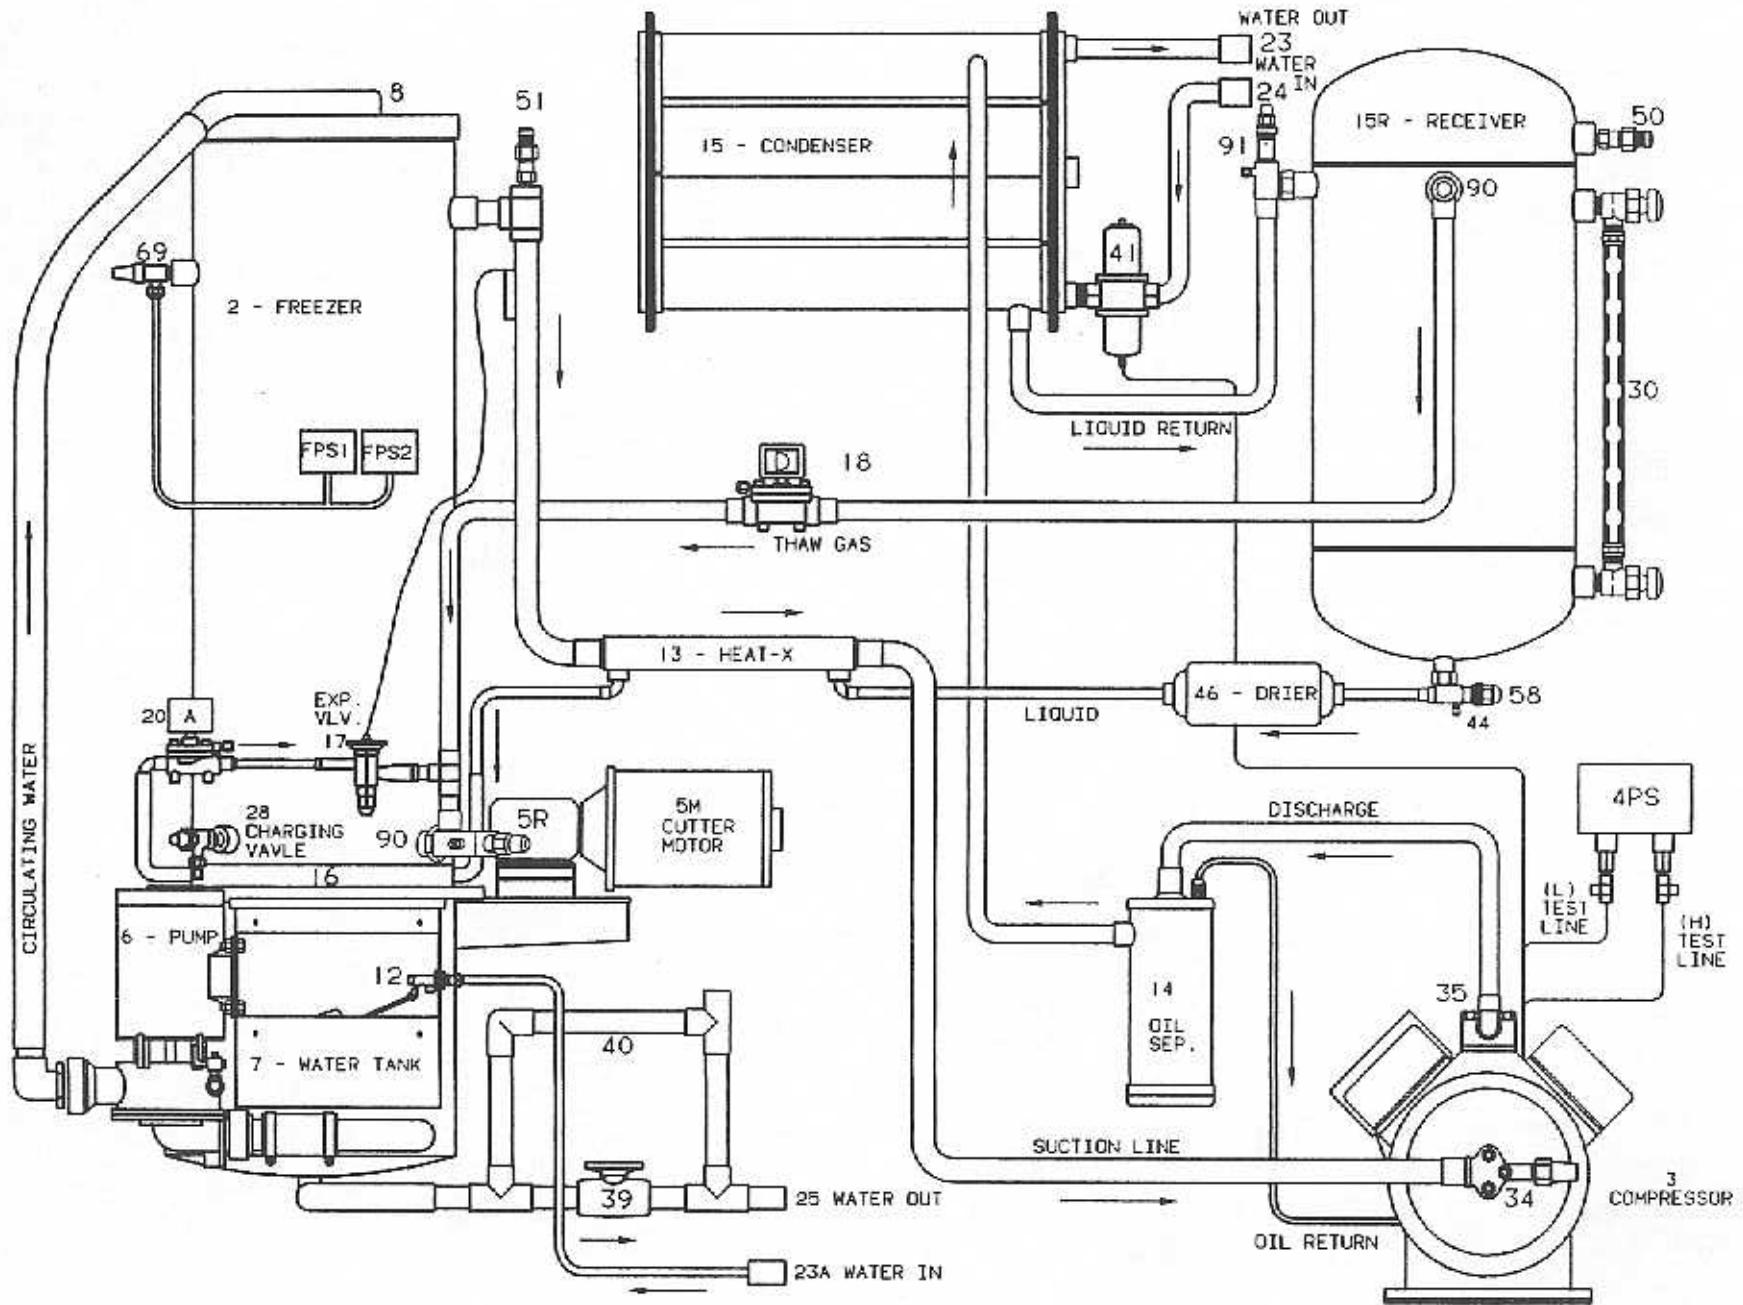 WATER OUT
23
WATER
IN
24
8
51
15 - CONDENSER
91
15R - RECEIVER
50
90
69
41
2 - FREEZER
30
FPS1
FPS2
LIQUID RETURN
18
THAW GAS
13 - HEAT-X
46 - DRIER
58
44
LIQUID
20
A
EXP.
VLV.
17
28
CHARGING
VAVLE
90
5R
5M
CUTTER
MOTOR
DISCHARGE
4PS
16
(L)
TEST
LINE
(H)
TEST
LINE
CIRCULATING WATER
6 - PUMP
12
14
OIL
SEP.
35
40
7 - WATER TANK
SUCTION LINE
39
25 WATER OUT
34
3
COMPRESSOR
OIL RETURN
23A WATER IN